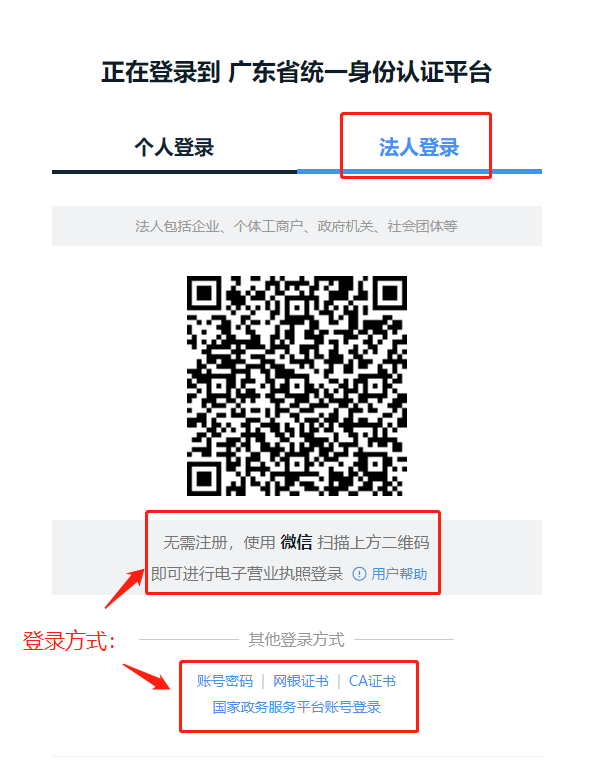 正在登录到 广东省统一身份认证平台
个人登录
法人登录
法人包括企业、个体工商户、政府机关、社会团体等
无需注册，使用 微信 扫描上方二维码
即可进行电子营业执照登录 用户帮助
登录方式：
其他登录方式
账号密码 | 网银证书 | CA证书
国家政务服务平台账号登录